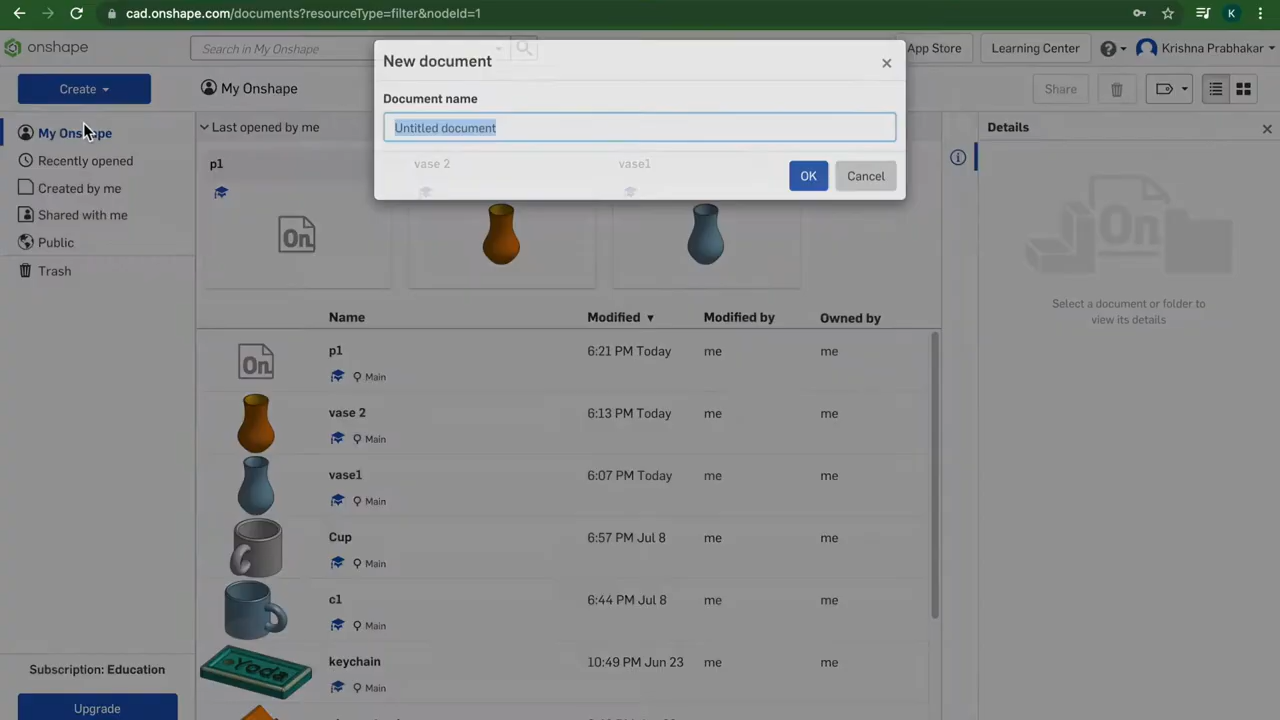 cad.onshape.com/documents?resourceType=filter&nodeId=1
K
onshape
Search in My Onshape
App Store
Learning Center
Krishna Prabhakar
New document
Document name
Untitled document
OK
Cancel
Create
My Onshape
Share
My Onshape
Recently opened
Created by me
Shared with me
Public
Trash
Last opened by me
p1
vase 2
vase1
On
Details
On
Select a document or folder to
view its details
Name Modified ▼ Modified by Owned by
On
p1 6:21 PM Today me me
Main
vase 2 6:13 PM Today me me
Main
vase1 6:07 PM Today me me
Main
Cup 6:57 PM Jul 8 me me
Main
c1 6:44 PM Jul 8 me me
Main
Yoda
keychain 10:49 PM Jun 23 me me
Main
Subscription: Education
Upgrade